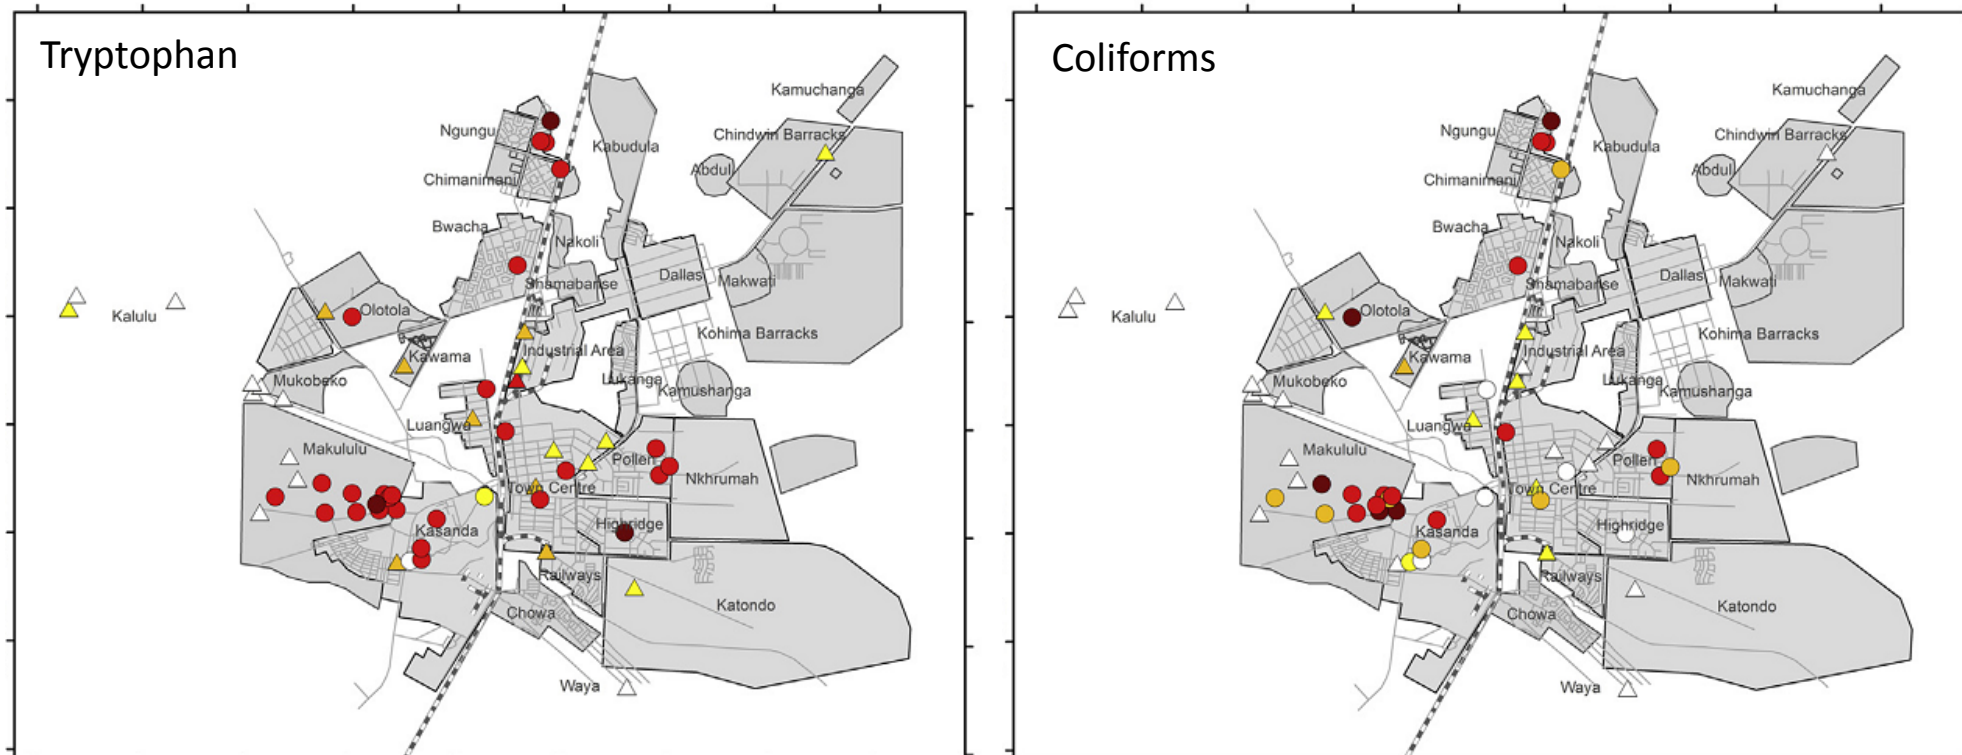 Tryptophan
Kamuchanga
Ngungu
Chindwin Barracks
Kabudula
Abdul
Chimanimani
Bwacha
Nakoli
Dallas
Makwati
Shamabanse
Kalulu
Olotola
Kohima Barracks
Kawama
Industrial Area
Mukobeko
Lukanga
Kamushanga
Luangwa
Makululu
Pollen
Nkhrumah
Town Centre
Kasanda
Highridge
Railways
Chowa
Katondo
Waya
Coliforms
Kamuchanga
Ngungu
Chindwin Barracks
Kabudula
Abdul
Chimanimani
Bwacha
Nakoli
Dallas
Makwati
Shamabanse
Kalulu
Olotola
Kohima Barracks
Kawama
Industrial Area
Mukobeko
Lukanga
Kamushanga
Luangwa
Makululu
Pollen
Nkhrumah
Town Centre
Kasanda
Highridge
Railways
Chowa
Katondo
Waya